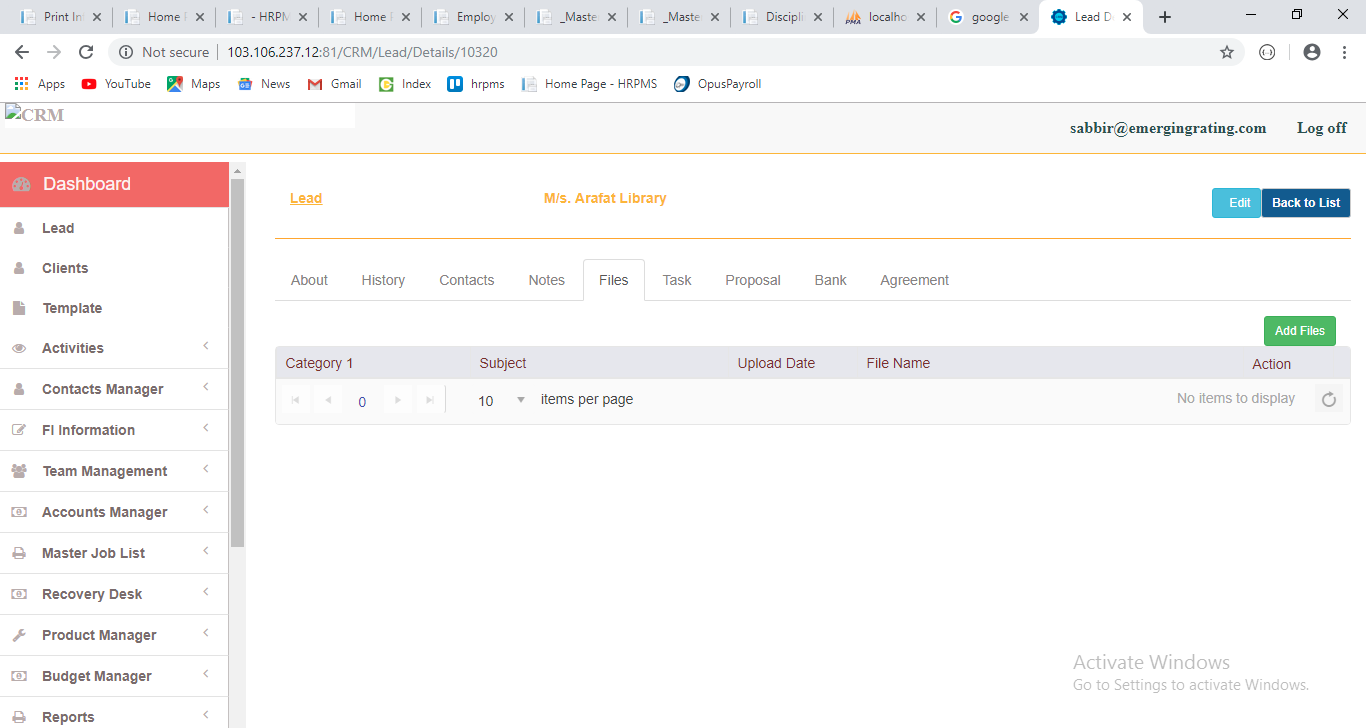 Print In Home P - HRPM Home P Employ _Master _Master Discipli localho google Lead D
Not secure 103.106.237.12:81/CRM/Lead/Details/10320
Apps YouTube Maps News Gmail Index hrpms Home Page - HRPMS OpusPayroll
CRM
sabbir@emergingrating.com Log off
Dashboard
Lead M/s. Arafat Library Edit Back to List
Lead
Clients
Template
Activities
Contacts Manager
FI Information
Team Management
Accounts Manager
Master Job List
Recovery Desk
Product Manager
Budget Manager
Reports
About History Contacts Notes Files Task Proposal Bank Agreement
Add Files
Category 1 Subject Upload Date File Name Action
0 10 items per page No items to display
Activate Windows
Go to Settings to activate Windows.